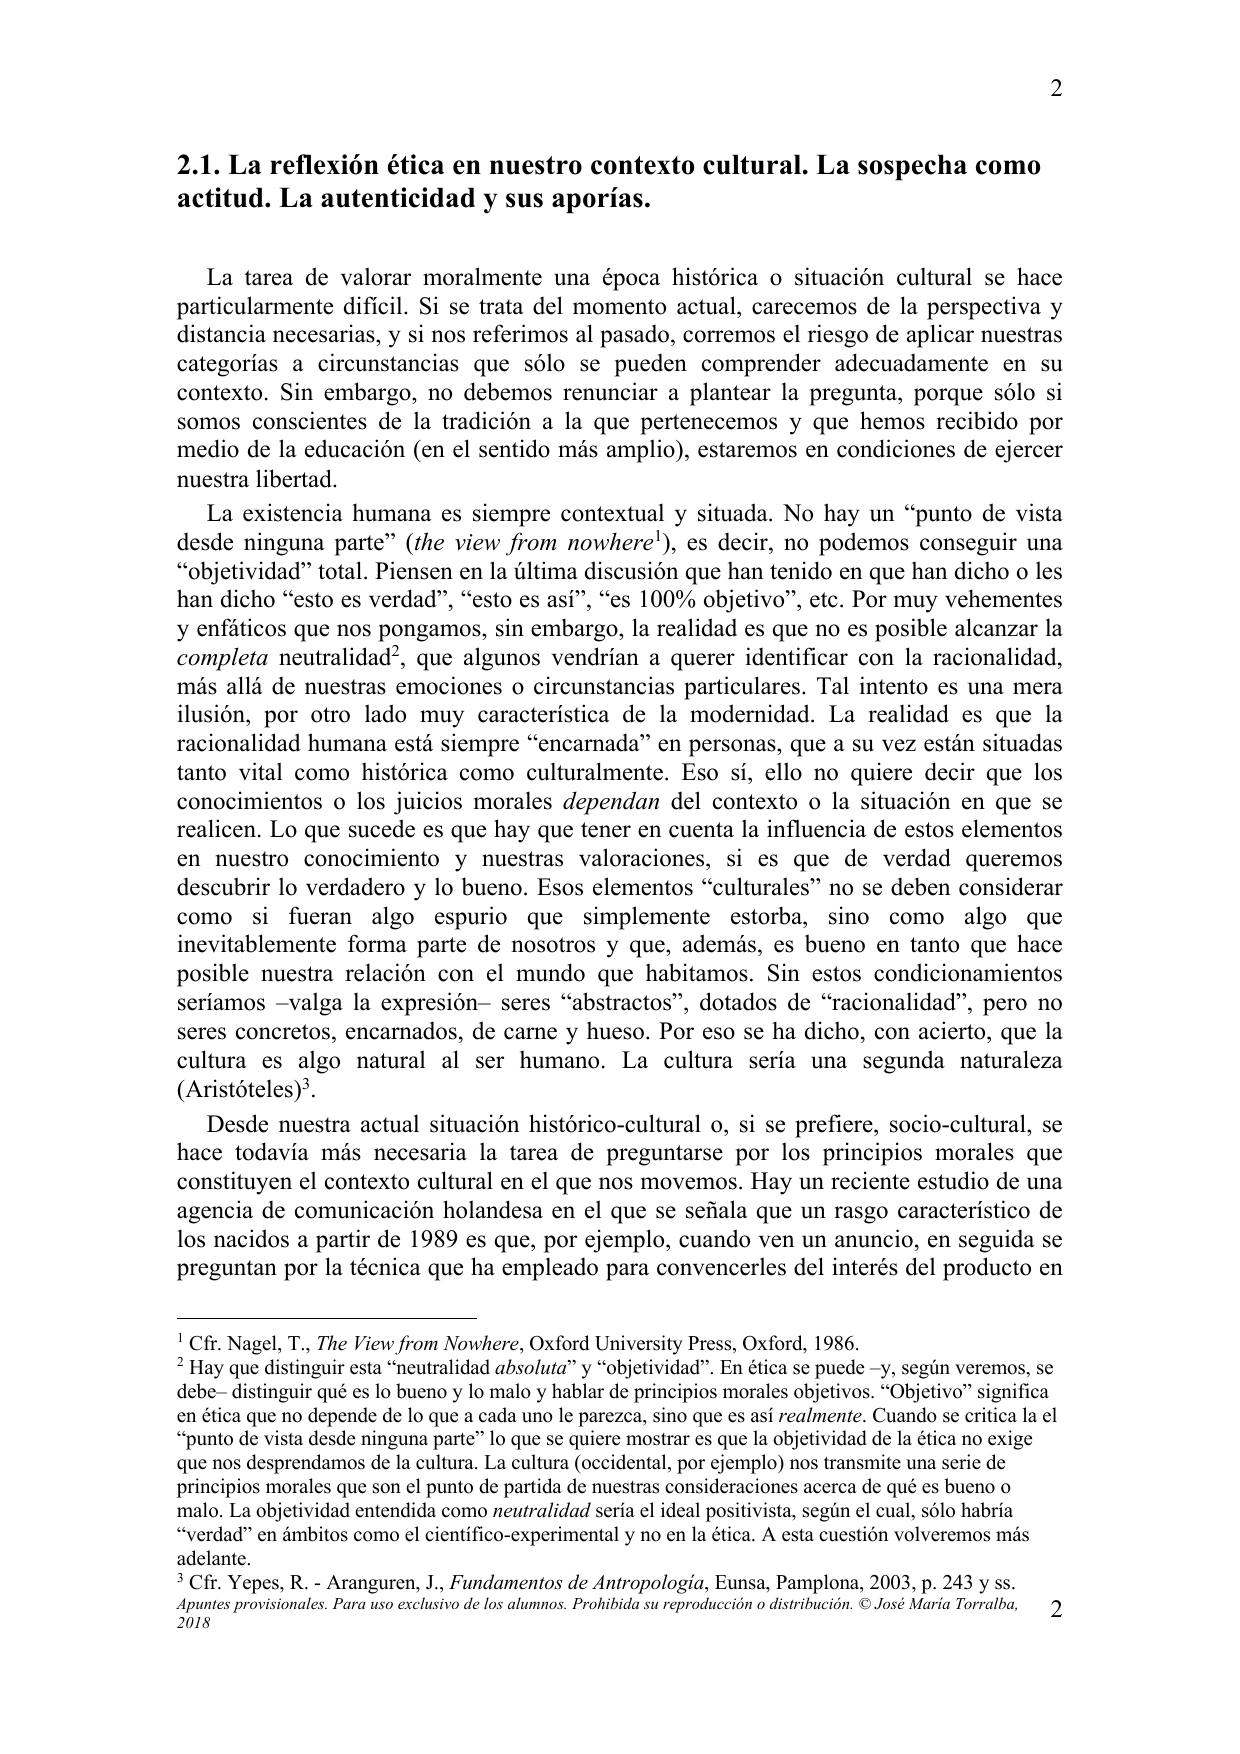 2
2.1. La reflexión ética en nuestro contexto cultural. La sospecha como
actitud. La autenticidad y sus aporías.
La tarea de valorar moralmente una época histórica o situación cultural se hace
particularmente difícil. Si se trata del momento actual, carecemos de la perspectiva y
distancia necesarias, y si nos referimos al pasado, corremos el riesgo de aplicar nuestras
categorías a circunstancias que sólo se pueden comprender adecuadamente en su
contexto. Sin embargo, no debemos renunciar a plantear la pregunta, porque sólo si
somos conscientes de la tradición a la que pertenecemos y que hemos recibido por
medio de la educación (en el sentido más amplio), estaremos en condiciones de ejercer
nuestra libertad.
La existencia humana es siempre contextual y situada. No hay un “punto de vista
desde ninguna parte” (the view from nowhere1), es decir, no podemos conseguir una
“objetividad” total. Piensen en la última discusión que han tenido en que han dicho o les
han dicho “esto es verdad”, “esto es así”, “es 100% objetivo”, etc. Por muy vehementes
y enfáticos que nos pongamos, sin embargo, la realidad es que no es posible alcanzar la
completa neutralidad2, que algunos vendrían a querer identificar con la racionalidad,
más allá de nuestras emociones o circunstancias particulares. Tal intento es una mera
ilusión, por otro lado muy característica de la modernidad. La realidad es que la
racionalidad humana está siempre “encarnada” en personas, que a su vez están situadas
tanto vital como histórica como culturalmente. Eso sí, ello no quiere decir que los
conocimientos o los juicios morales dependan del contexto o la situación en que se
realicen. Lo que sucede es que hay que tener en cuenta la influencia de estos elementos
en nuestro conocimiento y nuestras valoraciones, si es que de verdad queremos
descubrir lo verdadero y lo bueno. Esos elementos “culturales” no se deben considerar
como si fueran algo espurio que simplemente estorba, sino como algo que
inevitablemente forma parte de nosotros y que, además, es bueno en tanto que hace
posible nuestra relación con el mundo que habitamos. Sin estos condicionamientos
seríamos –valga la expresión– seres “abstractos”, dotados de “racionalidad”, pero no
seres concretos, encarnados, de carne y hueso. Por eso se ha dicho, con acierto, que la
cultura es algo natural al ser humano. La cultura sería una segunda naturaleza
(Aristóteles)3.
Desde nuestra actual situación histórico-cultural o, si se prefiere, socio-cultural, se
hace todavía más necesaria la tarea de preguntarse por los principios morales que
constituyen el contexto cultural en el que nos movemos. Hay un reciente estudio de una
agencia de comunicación holandesa en el que se señala que un rasgo característico de
los nacidos a partir de 1989 es que, por ejemplo, cuando ven un anuncio, en seguida se
preguntan por la técnica que ha empleado para convencerles del interés del producto en
1 Cfr. Nagel, T., The View from Nowhere, Oxford University Press, Oxford, 1986.
2 Hay que distinguir esta “neutralidad absoluta” y “objetividad”. En ética se puede –y, según veremos, se
debe– distinguir qué es lo bueno y lo malo y hablar de principios morales objetivos. “Objetivo” significa
en ética que no depende de lo que a cada uno le parezca, sino que es así realmente. Cuando se critica la el
“punto de vista desde ninguna parte” lo que se quiere mostrar es que la objetividad de la ética no exige
que nos desprendamos de la cultura. La cultura (occidental, por ejemplo) nos transmite una serie de
principios morales que son el punto de partida de nuestras consideraciones acerca de qué es bueno o
malo. La objetividad entendida como neutralidad sería el ideal positivista, según el cual, sólo habría
“verdad” en ámbitos como el científico-experimental y no en la ética. A esta cuestión volveremos más
adelante.
3 Cfr. Yepes, R. - Aranguren, J., Fundamentos de Antropología, Eunsa, Pamplona, 2003, p. 243 y ss.
Apuntes provisionales. Para uso exclusivo de los alumnos. Prohibida su reproducción o distribución. © José María Torralba,
2018
2